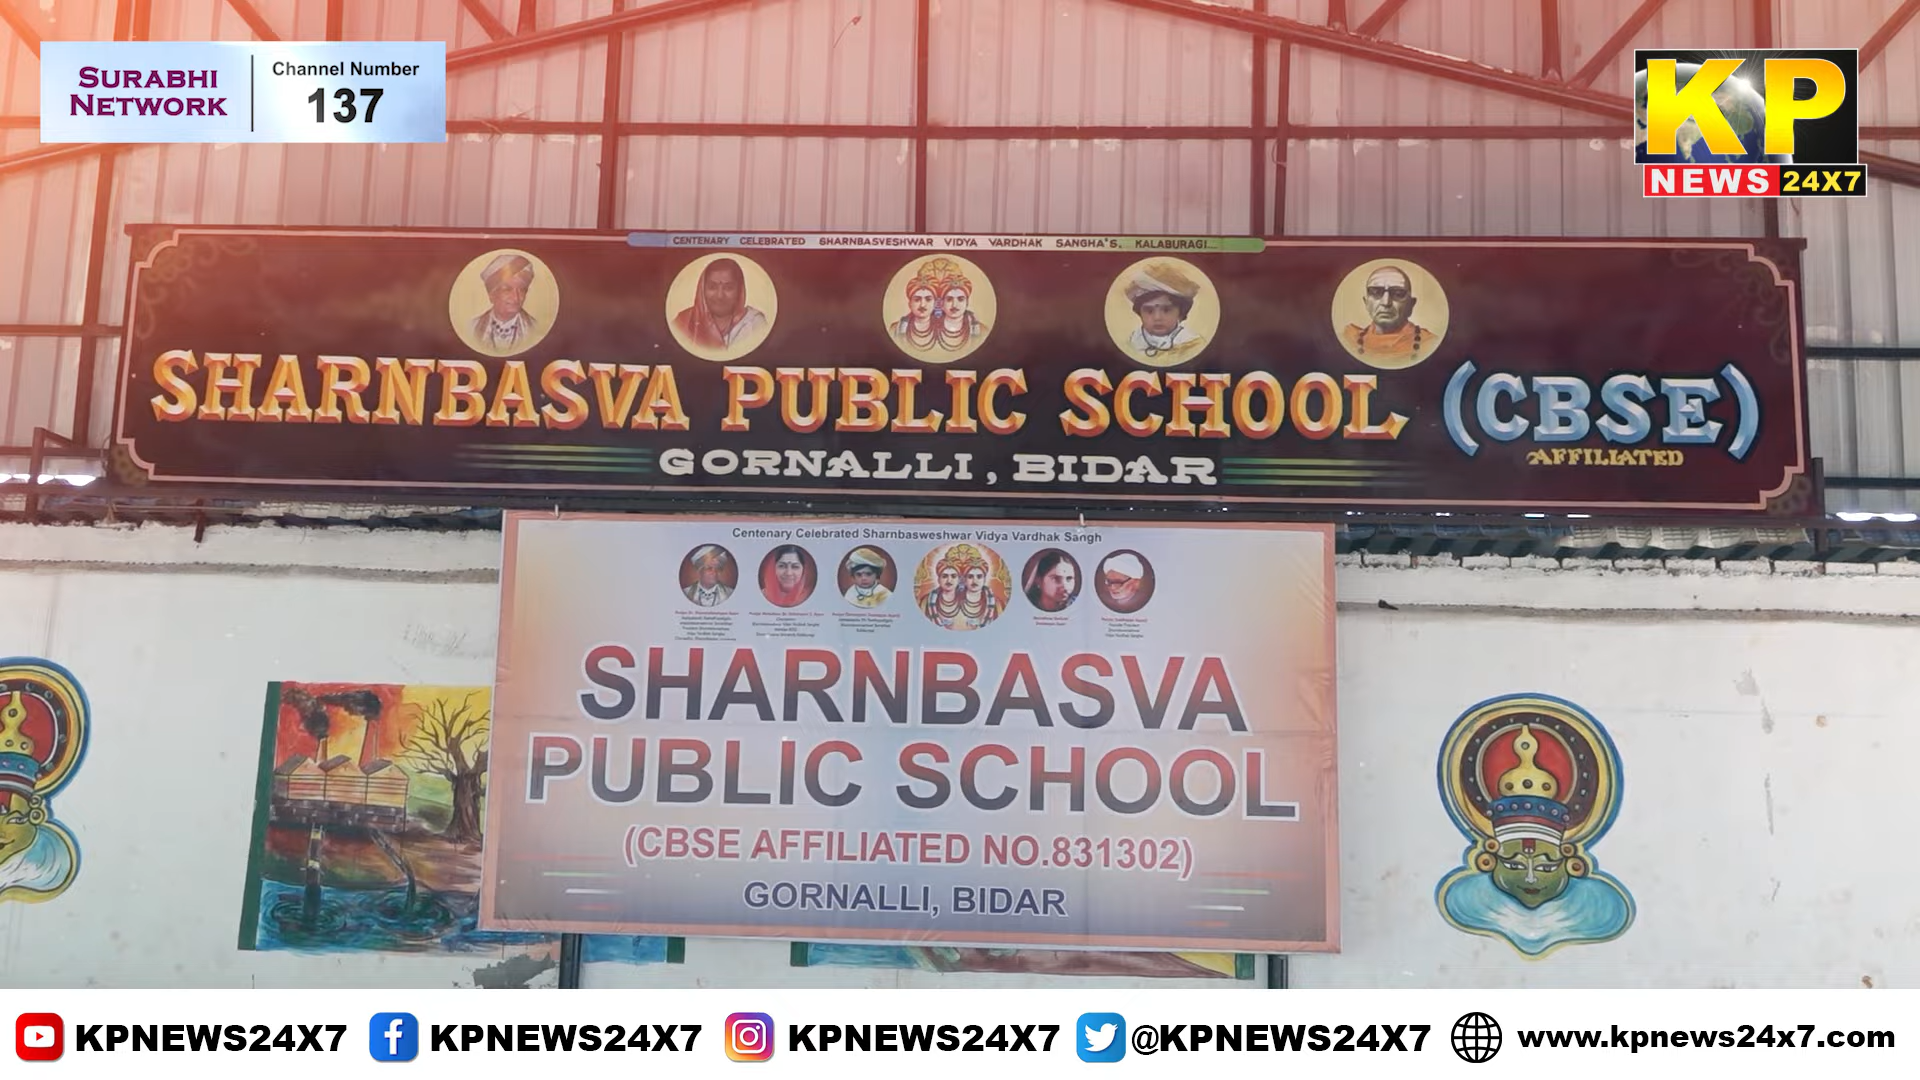 SURABHI
NETWORK
Channel Number
137
KP
NEWS 24X7
CENTENARY CELEBRATED SHARNBASVESHWAR VIDYA VARDHAK SANGHA'S, KALABURAGI
SHARNBASVA PUBLIC SCHOOL (CBSE)
AFFILIATED
GORNALLI, BIDAR
Centenary Celebrated Sharnbasweshwar Vidya Vardhak Sangh
SHARNBASVA
PUBLIC SCHOOL
(CBSE AFFILIATED NO.831302)
GORNALLI, BIDAR
KPNEWS24X7 KPNEWS24X7 KPNEWS24X7 @KPNEWS24X7 www.kpnews24x7.com